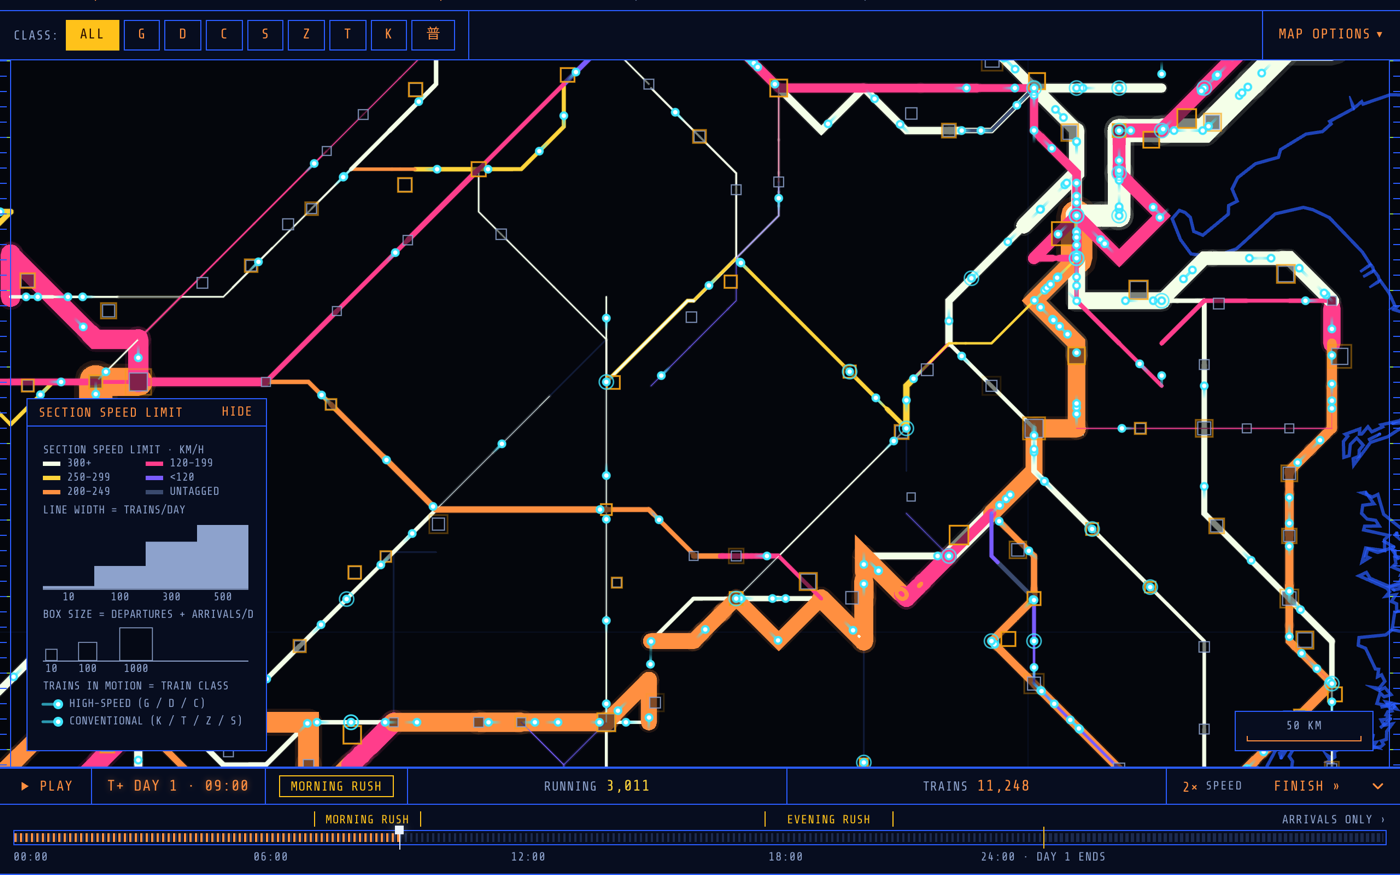 CLASS: ALL G D C S Z T K 普 MAP OPTIONS ▾
SECTION SPEED LIMIT HIDE
SECTION SPEED LIMIT · KM/H
300+ 120-199
250-299 <120
200-249 UNTAGGED
LINE WIDTH = TRAINS/DAY
10 100 300 500
BOX SIZE = DEPARTURES + ARRIVALS/D
10 100 1000
TRAINS IN MOTION = TRAIN CLASS
HIGH-SPEED (G / D / C)
CONVENTIONAL (K / T / Z / S)
50 KM
▶ PLAY T+ DAY 1 · 09:00 MORNING RUSH RUNNING 3,011 TRAINS 11,248 2× SPEED FINISH »
MORNING RUSH EVENING RUSH ARRIVALS ONLY ›
00:00 06:00 12:00 18:00 24:00 · DAY 1 ENDS